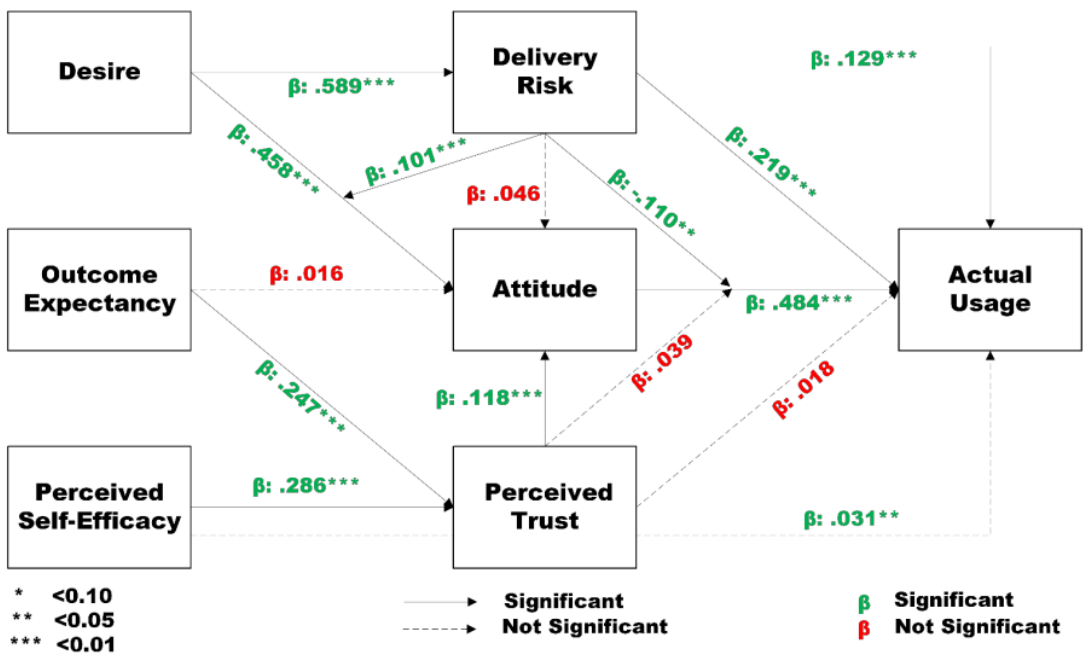 Desire
Delivery
Risk
β: .129***
β: .589***
β: .458***
β: .101***
β: .046
β: -.110**
β: .219***
Outcome
Expectancy
β: .016
Attitude
β: .484***
Actual
Usage
β: .247***
β: .118***
β: .039
β: .018
Perceived
Self-Efficacy
β: .286***
Perceived
Trust
β: .031**
* <0.10
** <0.05
*** <0.01
Significant
Not Significant
β Significant
β Not Significant